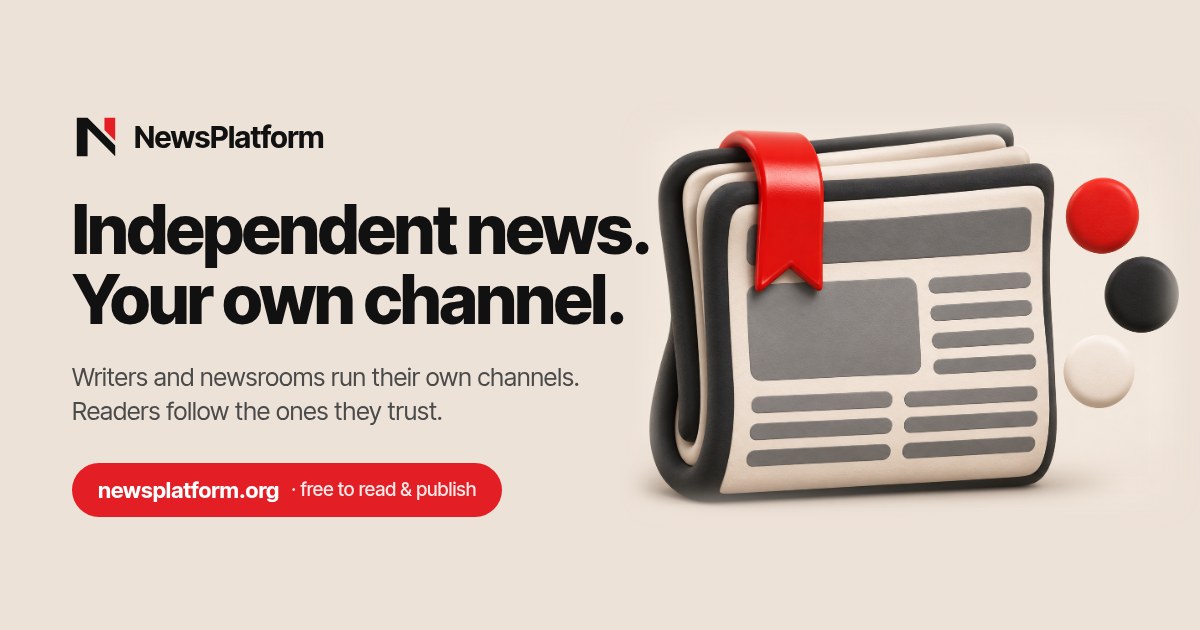 NewsPlatform
Independent news.
Your own channel.
Writers and newsrooms run their own channels.
Readers follow the ones they trust.
newsplatform.org · free to read & publish